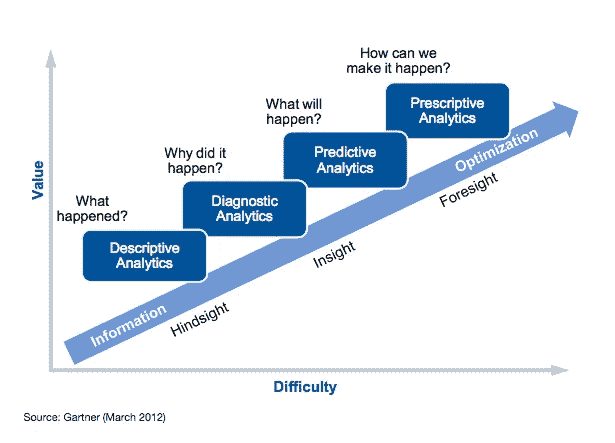 How can we
make it happen?
Prescriptive
Analytics
What will
happen?
Predictive
Analytics
Optimization
Why did it
happen?
Diagnostic
Analytics
Foresight
What
happened?
Descriptive
Analytics
Insight
Information
Hindsight
Value
Difficulty
Source: Gartner (March 2012)